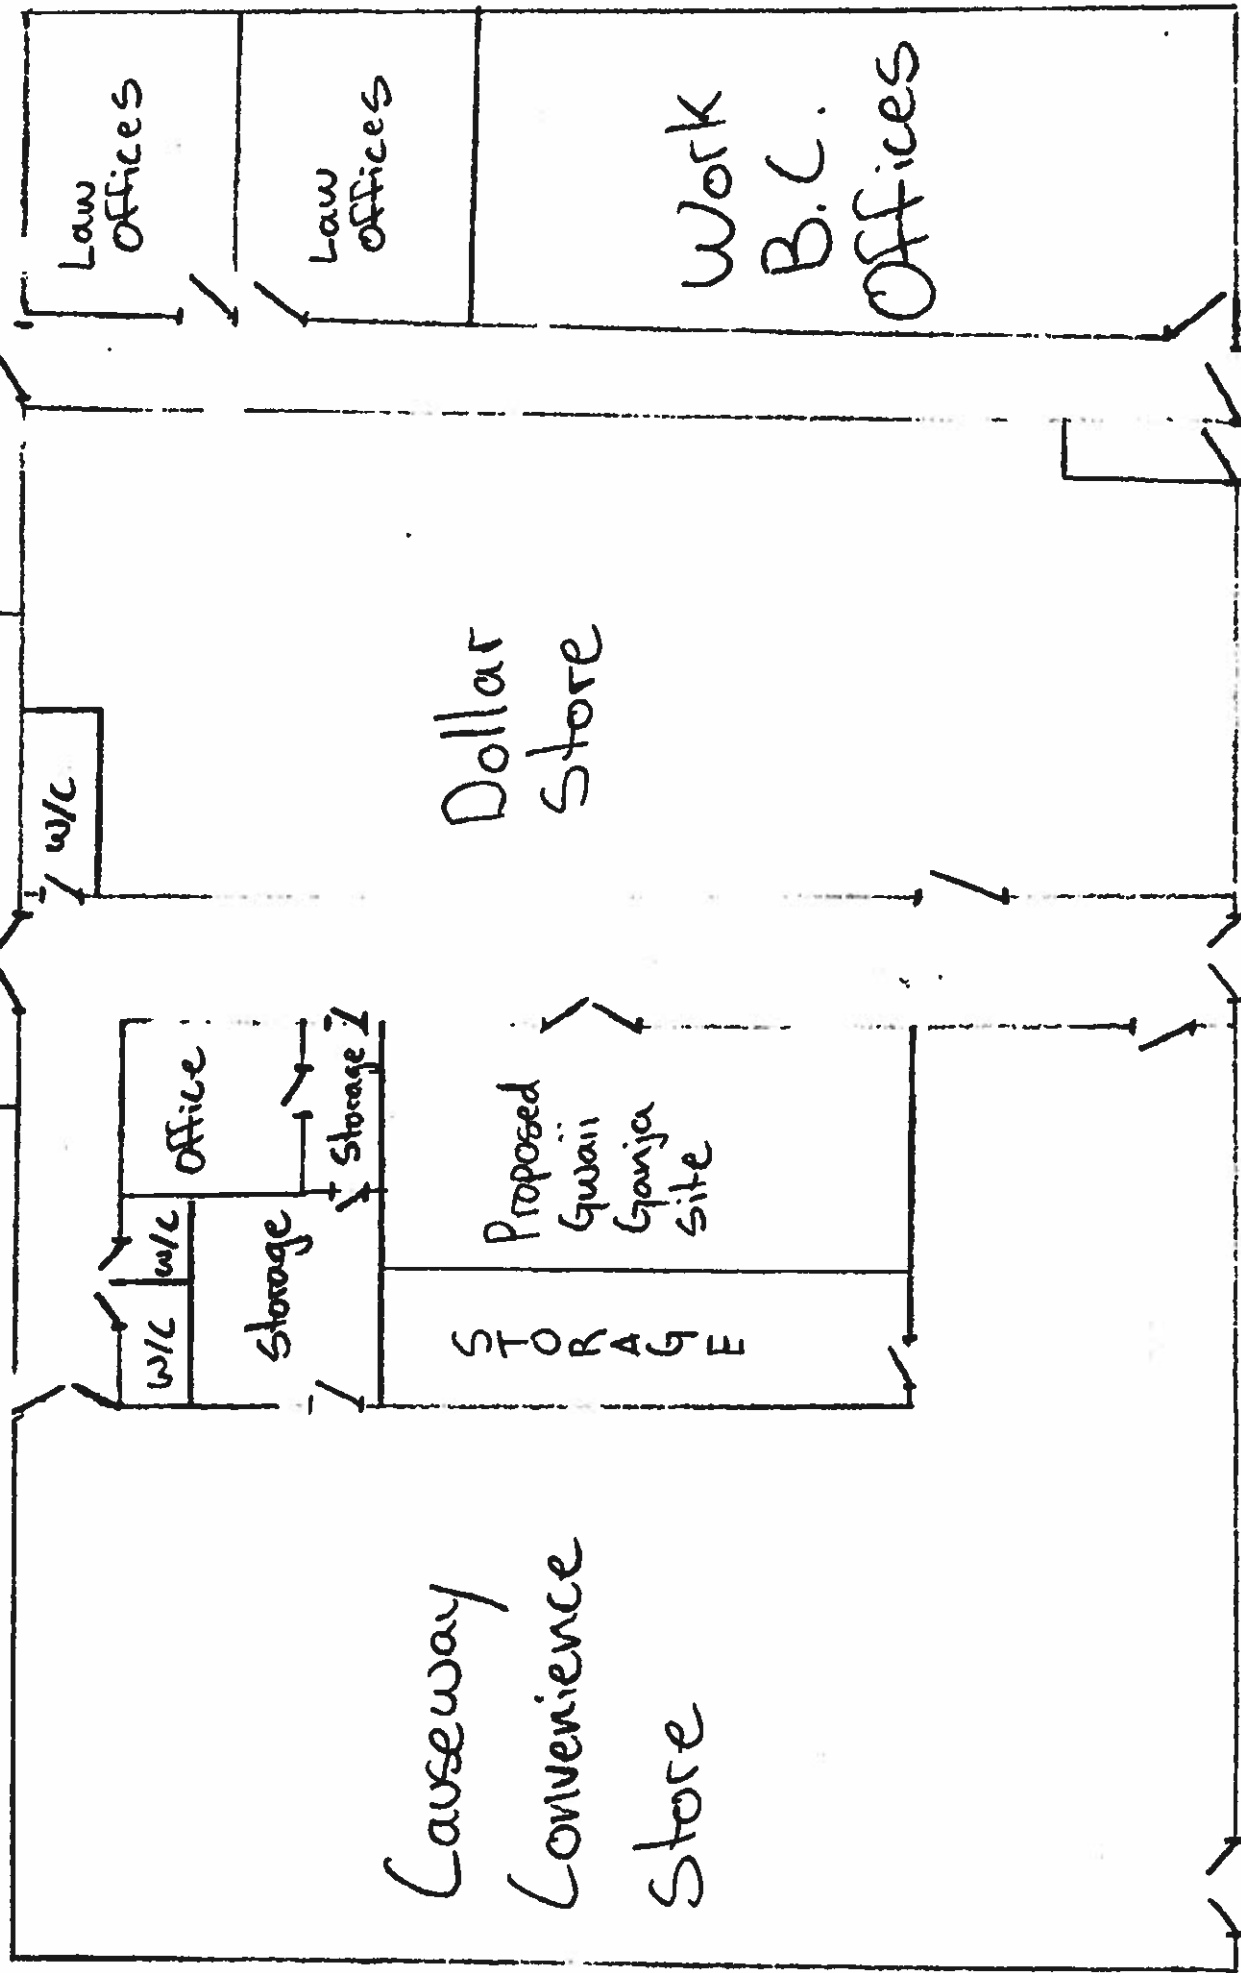 Causeway
Convenience
Store
W/C
W/C
Storage
Office
Storage
STORAGE
Proposed
Gwaii
Ganja
Site
W/C
Dollar
Store
Law
Offices
Law
Offices
Work
B.C.
Offices